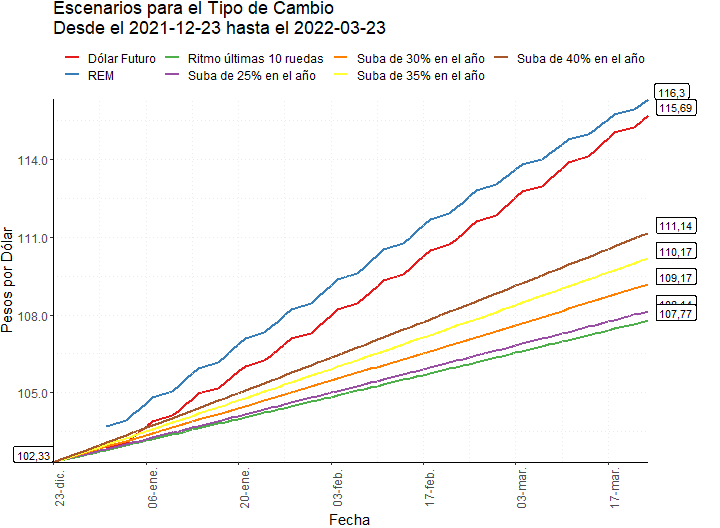 Escenarios para el Tipo de Cambio
Desde el 2021-12-23 hasta el 2022-03-23
Dólar Futuro
Ritmo últimas 10 ruedas
Suba de 30% en el año
Suba de 40% en el año
REM
Suba de 25% en el año
Suba de 35% en el año
116,3
115,69
114.0
111,14
111.0
110,17
109,17
108.0
107,77
105.0
102,33
Pesos por Dólar
23-dic.
06-ene.
20-ene.
03-feb.
17-feb.
03-mar.
17-mar.
Fecha